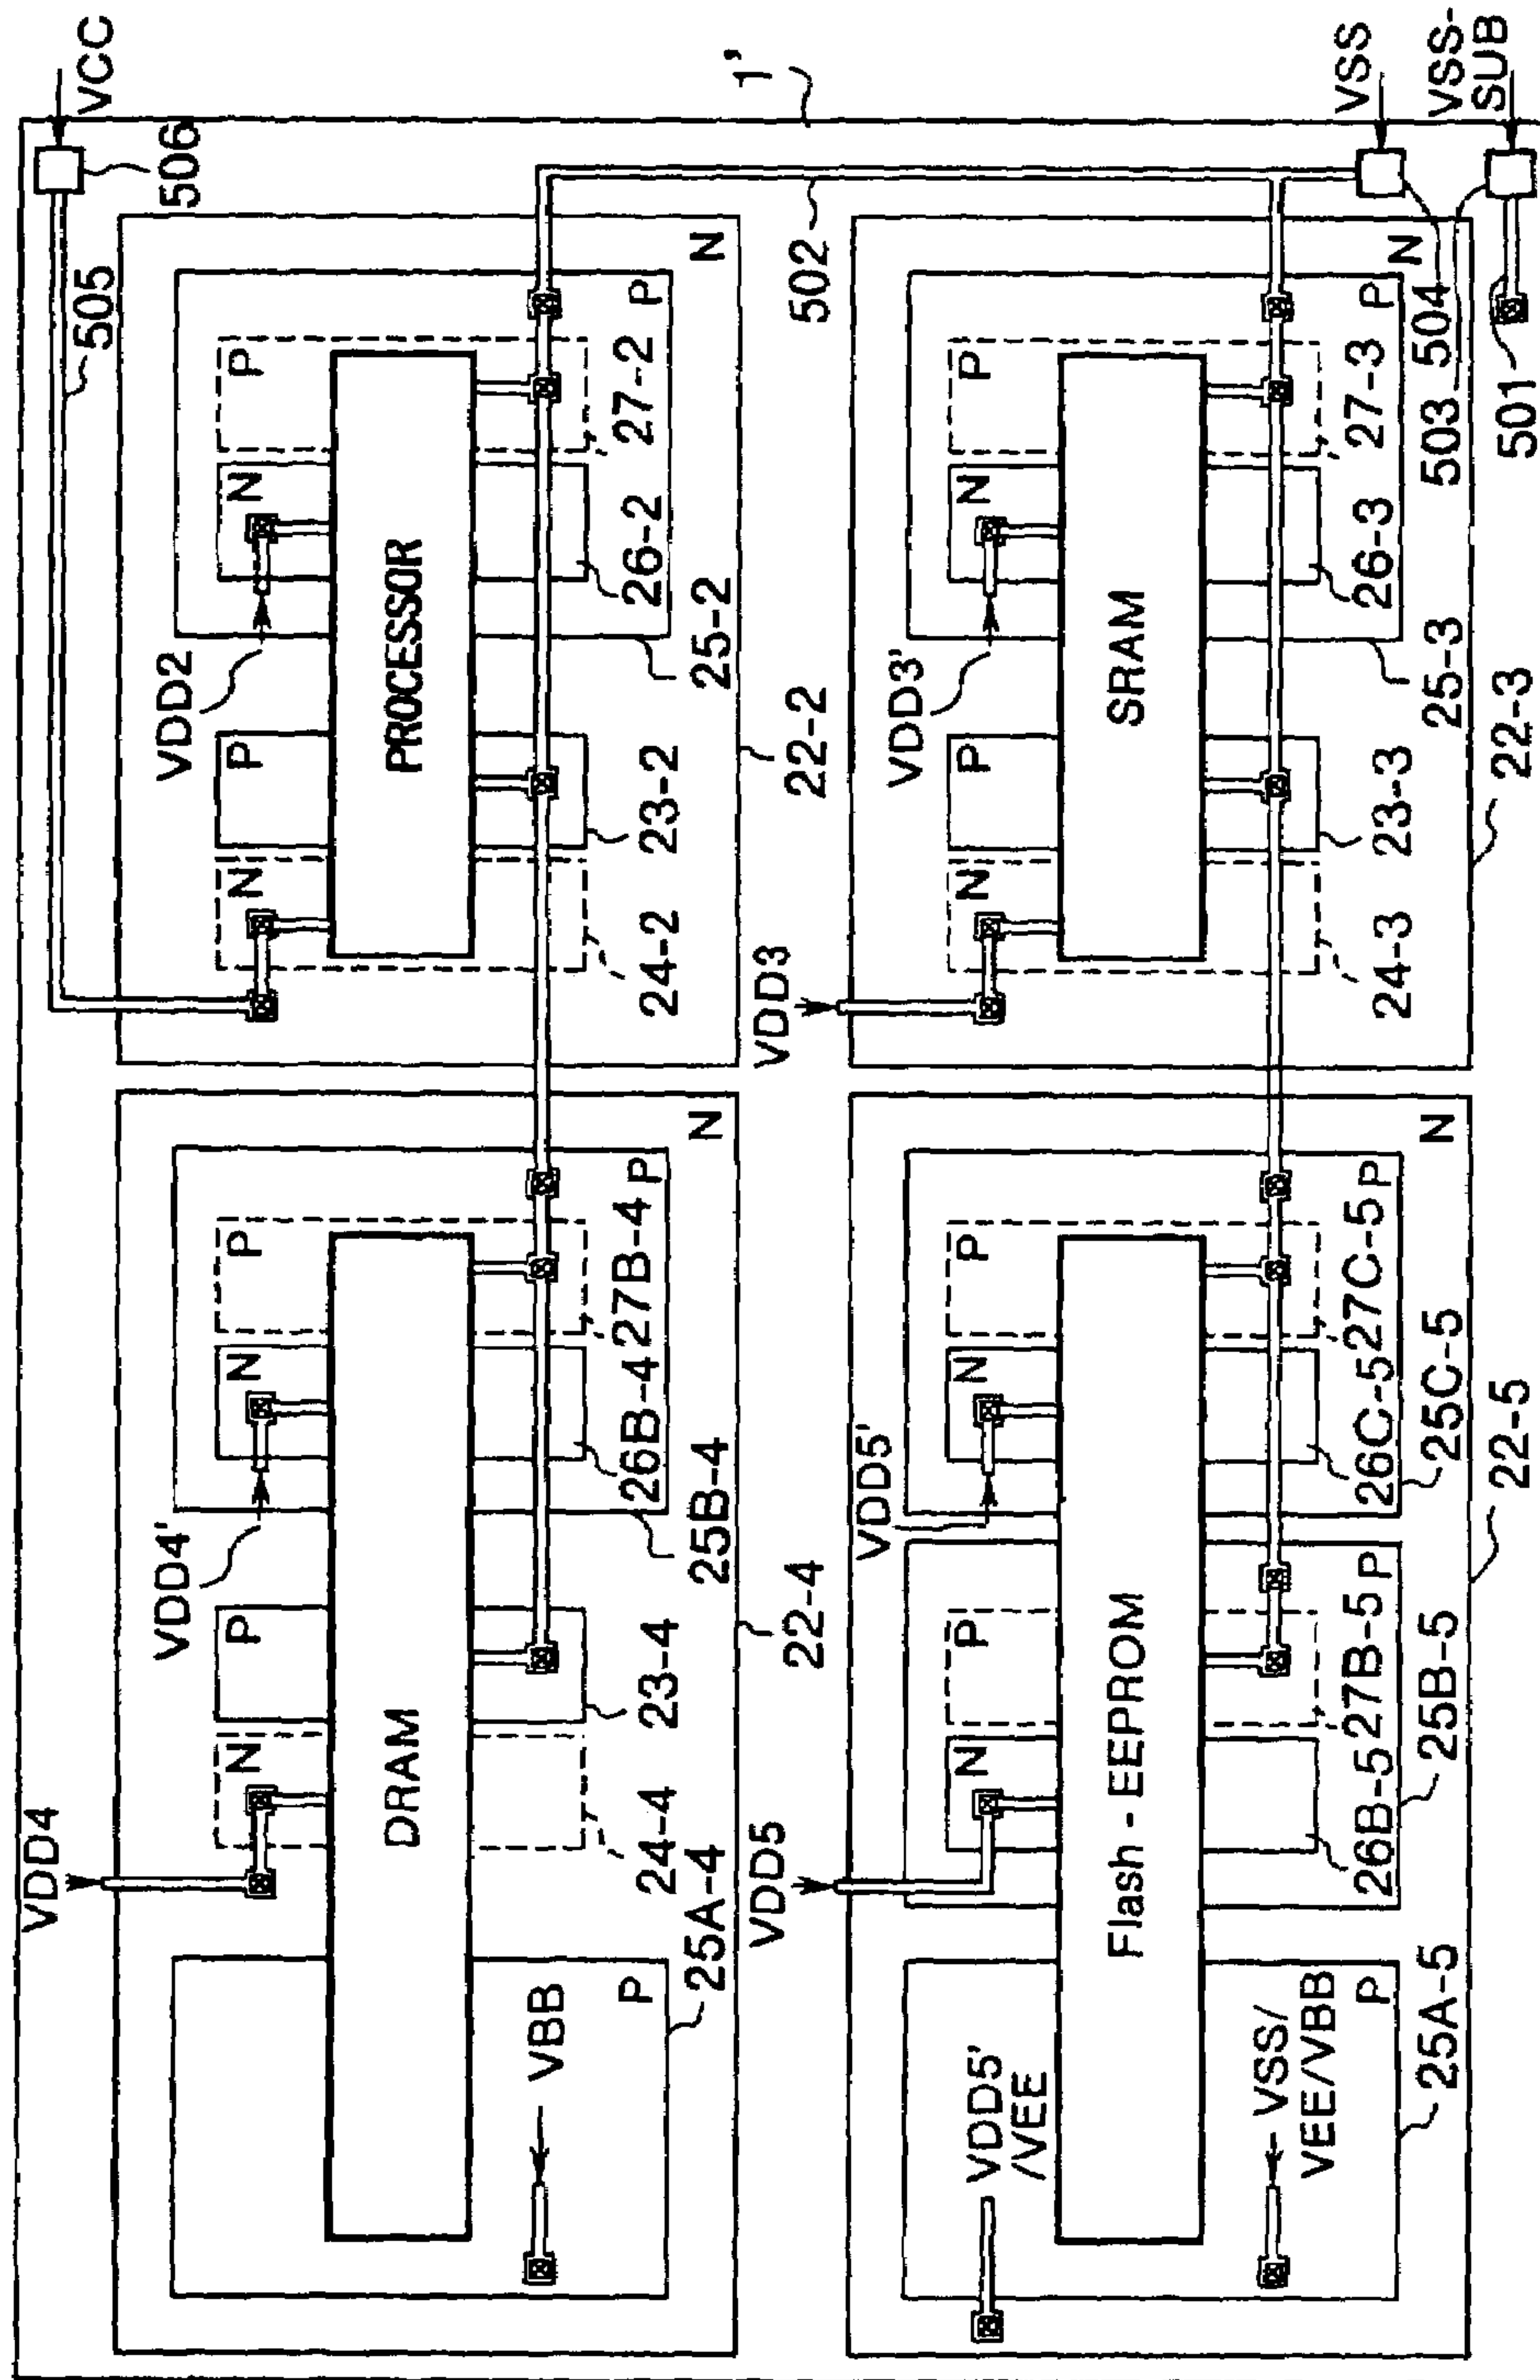 VCC
506
505
1'
VSS
VSS-
SUB
502
503
504
501
PROCESSOR
VDD2
N
P
P
N
P
N
27-2
26-2
25-2
23-2
24-2
22-2
SRAM
VDD3
VDD3'
N
P
P
N
P
N
27-3
26-3
25-3
23-3
24-3
22-3
DRAM
VDD4
VDD4'
N
P
P
N
P
N
27B-4
26B-4
25B-4
23-4
24-4
22-4
25A-4
P
VBB
Flash - EEPROM
VDD5
VDD5'
N
P
P
N
P
P
N
27C-5
26C-5
25C-5
27B-5
26B-5
25B-5
22-5
25A-5
P
VDD5'
/VEE
VSS/
VEE/VBB